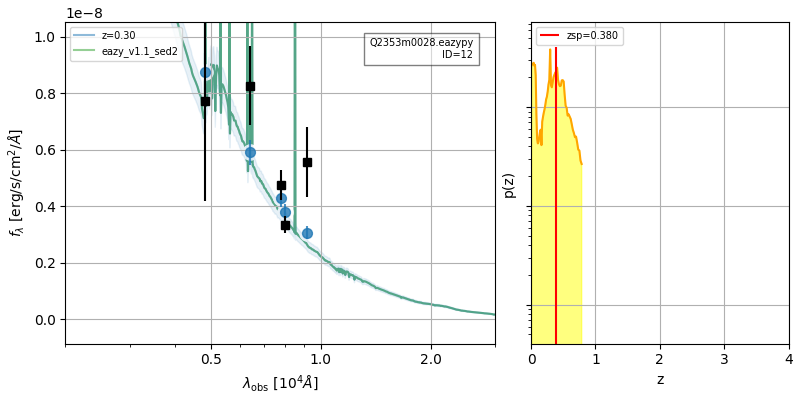 1e−8
z=0.30
eazy_v1.1_sed2
Q2353m0028.eazypy
ID=12
1.0
0.8
0.6
0.4
0.2
0.0
fλ [erg/s/cm²/Å]
0.5
1.0
2.0
λobs [10⁴Å]
zsp=0.380
p(z)
0
1
2
3
4
z